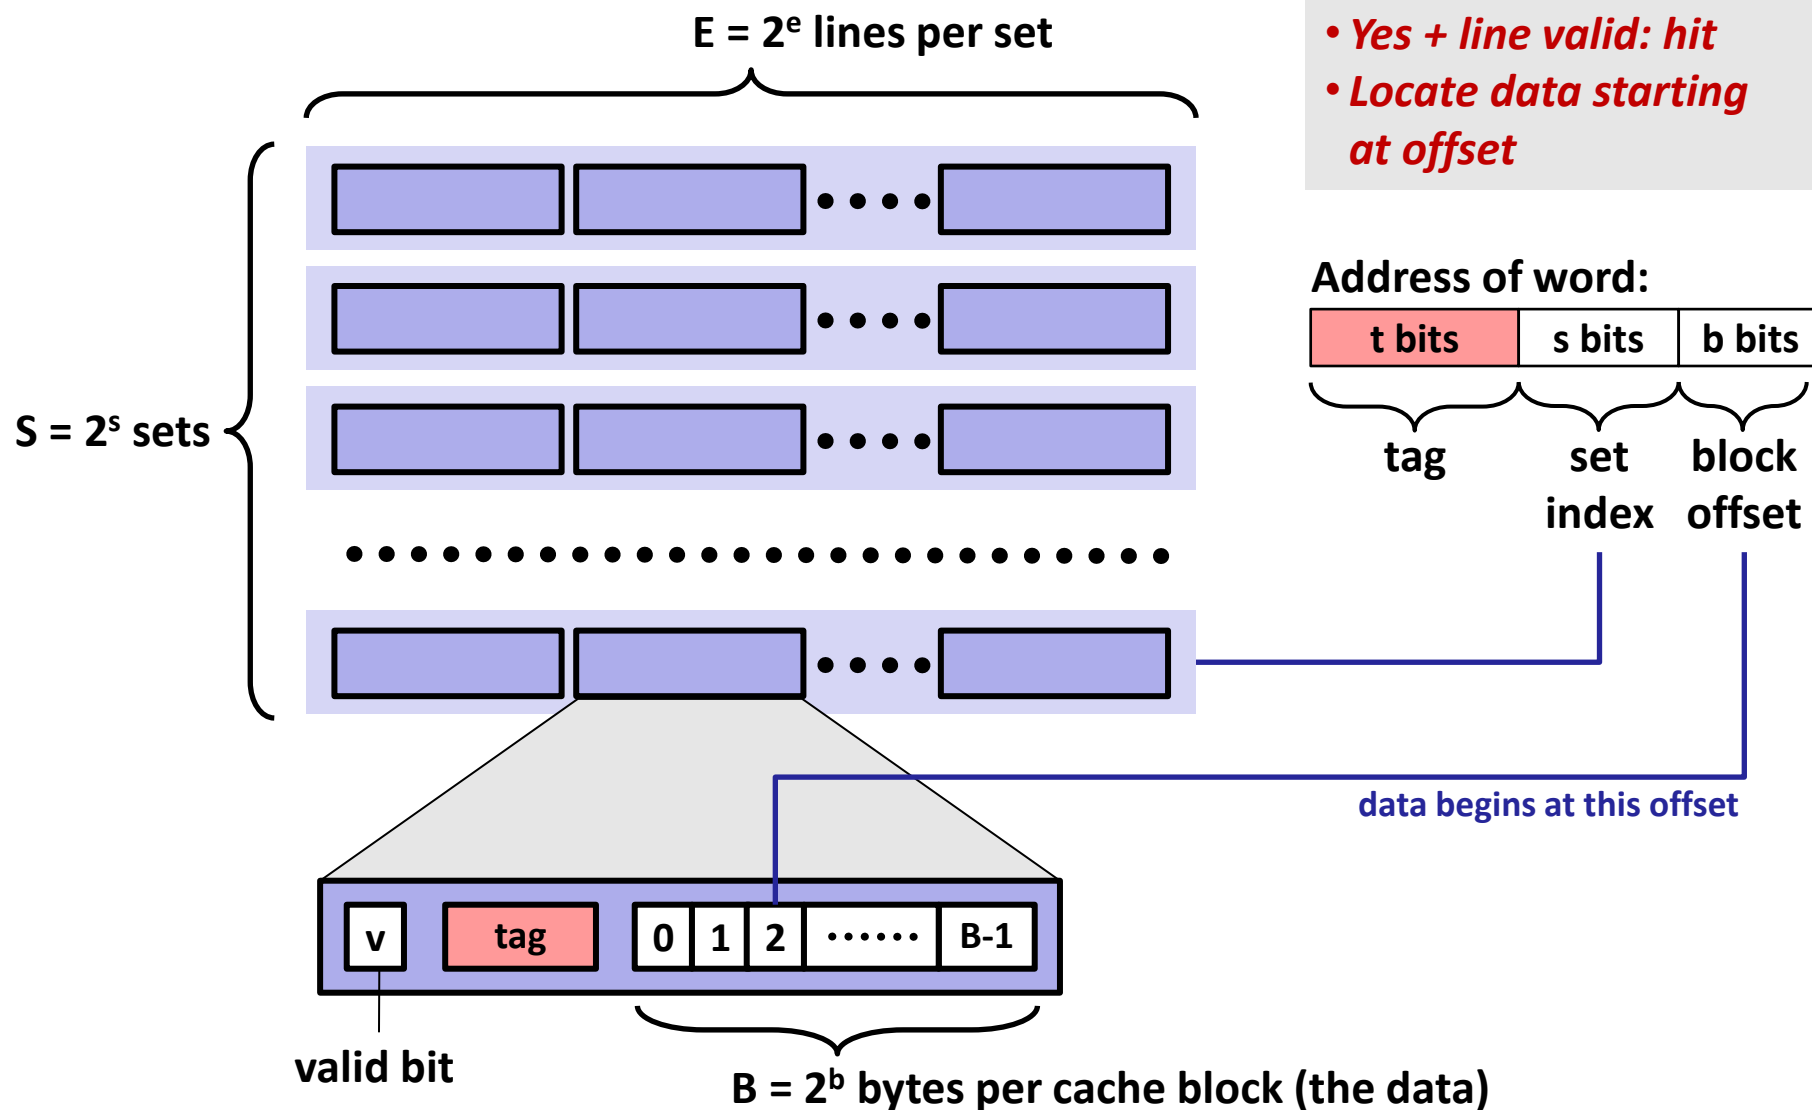 E = 2ᵉ lines per set
• Yes + line valid: hit
• Locate data starting
at offset
Address of word:
t bits s bits b bits
tag set block
index offset
S = 2ˢ sets
data begins at this offset
v tag 0 1 2 ······ B-1
valid bit
B = 2ᵇ bytes per cache block (the data)